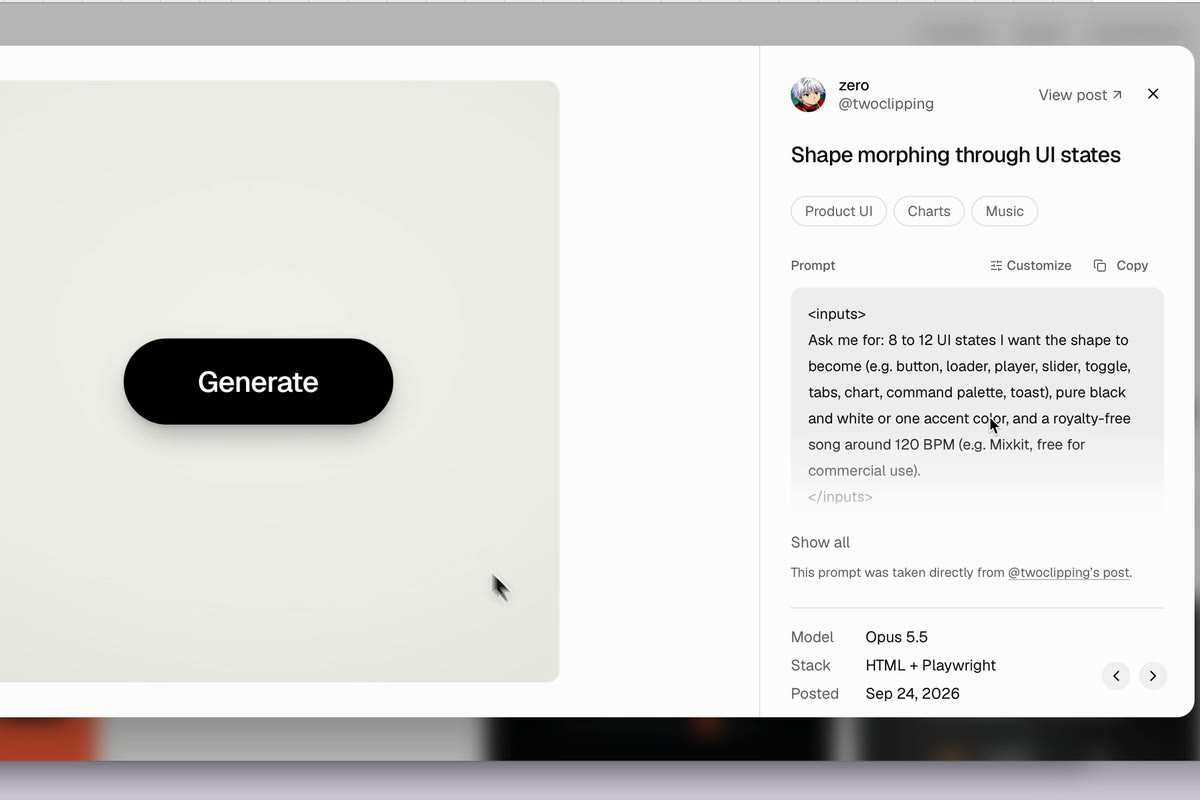 Generate
zero
@twoclipping
View post ↗
Shape morphing through UI states
Product UI
Charts
Music
Prompt
Customize
Copy
<inputs>
Ask me for: 8 to 12 UI states I want the shape to
become (e.g. button, loader, player, slider, toggle,
tabs, chart, command palette, toast), pure black
and white or one accent color, and a royalty-free
song around 120 BPM (e.g. Mixkit, free for
commercial use).
</inputs>
Show all
This prompt was taken directly from @twoclipping's post.
Model Opus 5.5
Stack HTML + Playwright
Posted Sep 24, 2026